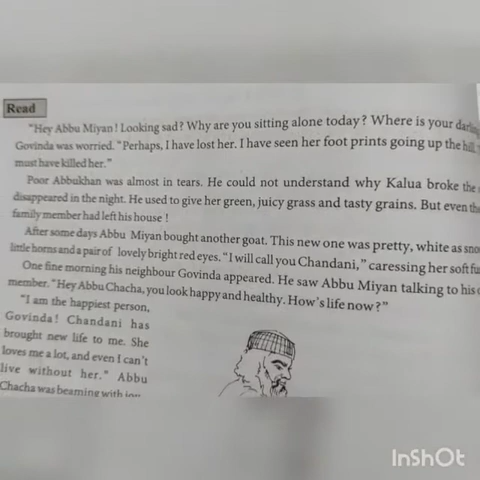 Read
"Hey Abbu Miyan! Looking sad? Why are you sitting alone today? Where is your
Govinda was worried. "Perhaps, I have lost her. I have seen her foot prints going up the hill,
must have killed her."
Poor Abbukhan was almost in tears. He could not understand why Kalua broke the
disappeared in the night. He used to give her green, juicy grass and tasty grains. But even
family member had left his house !
After some days Abbu Miyan bought another goat. This new one was pretty, white as
little horns and a pair of lovely bright red eyes. "I will call you Chandani," caressing her soft
One fine morning his neighbour Govinda appeared. He saw Abbu Miyan talking to his
member. "Hey Abbu Chacha, you look happy and healthy. How's life now?"
"I am the happiest person,
Govinda! Chandani has
brought new life to me. She
loves me a lot, and even I can't
live without her." Abbu
Chacha was beaming with
InShOt